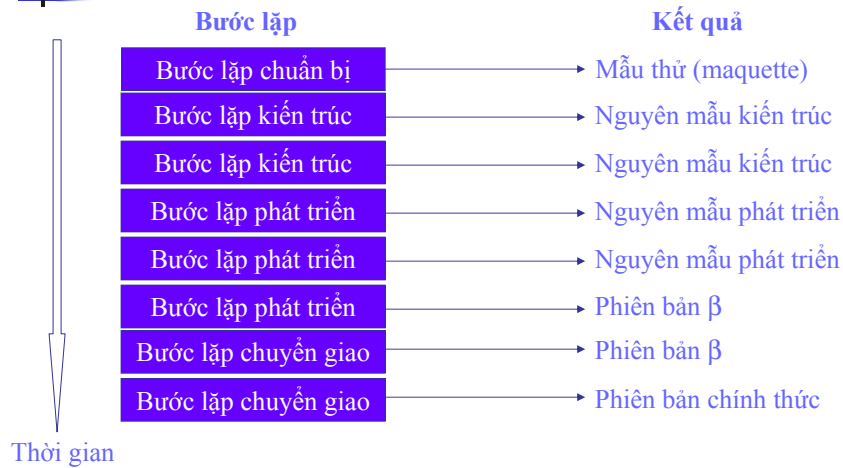 Bước lặp Kết quả
Bước lặp chuẩn bị Mẫu thử (maquette)
Bước lặp kiến trúc Nguyên mẫu kiến trúc
Bước lặp kiến trúc Nguyên mẫu kiến trúc
Bước lặp phát triển Nguyên mẫu phát triển
Bước lặp phát triển Nguyên mẫu phát triển
Bước lặp phát triển Phiên bản β
Bước lặp chuyển giao Phiên bản β
Bước lặp chuyển giao Phiên bản chính thức
Thời gian